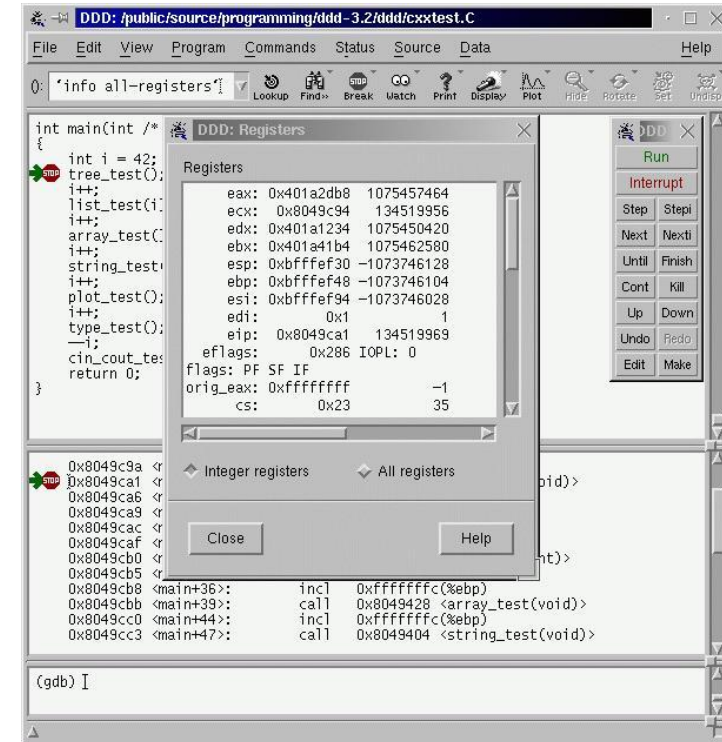 DDD: /public/source/programming/ddd-3.2/ddd/cxxtest.C
File Edit View Program Commands Status Source Data Help
(): 'info all-registers'
Lookup Find» Break Watch Print Display Plot Hide Rotate Set Undisp
int main(int /*
{
int i = 42;
tree_test();
i++;
list_test(i
i++;
array_test(
i++;
string_test
i++;
plot_test();
i++;
type_test();
--i;
cin_cout_tes
return 0;
}
DDD: Registers
Registers
eax: 0x401a2db8 1075457464
ecx: 0x8049c94 134519956
edx: 0x401a1234 1075450420
ebx: 0x401a41b4 1075462580
esp: 0xbfffef30 -1073746128
ebp: 0xbfffef48 -1073746104
esi: 0xbfffef94 -1073746028
edi: 0x1 1
eip: 0x8049ca1 134519969
eflags: 0x286 IOPL: 0
flags: PF SF IF
orig_eax: 0xffffffff -1
cs: 0x23 35
Integer registers All registers
Close Help
DDD
Run
Interrupt
Step Stepi
Next Nexti
Until Finish
Cont Kill
Up Down
Undo Redo
Edit Make
0x8049c9a
0x8049ca1 oid)>
0x8049ca6
0x8049ca9
0x8049cac
0x8049caf
0x8049cb0 nt)>
0x8049cb5
0x8049cb8 <main+36>: incl 0xfffffffc(%ebp)
0x8049cbb <main+39>: call 0x8049428 <array_test(void)>
0x8049cc0 <main+44>: incl 0xfffffffc(%ebp)
0x8049cc3 <main+47>: call 0x8049404 <string_test(void)>
(gdb)